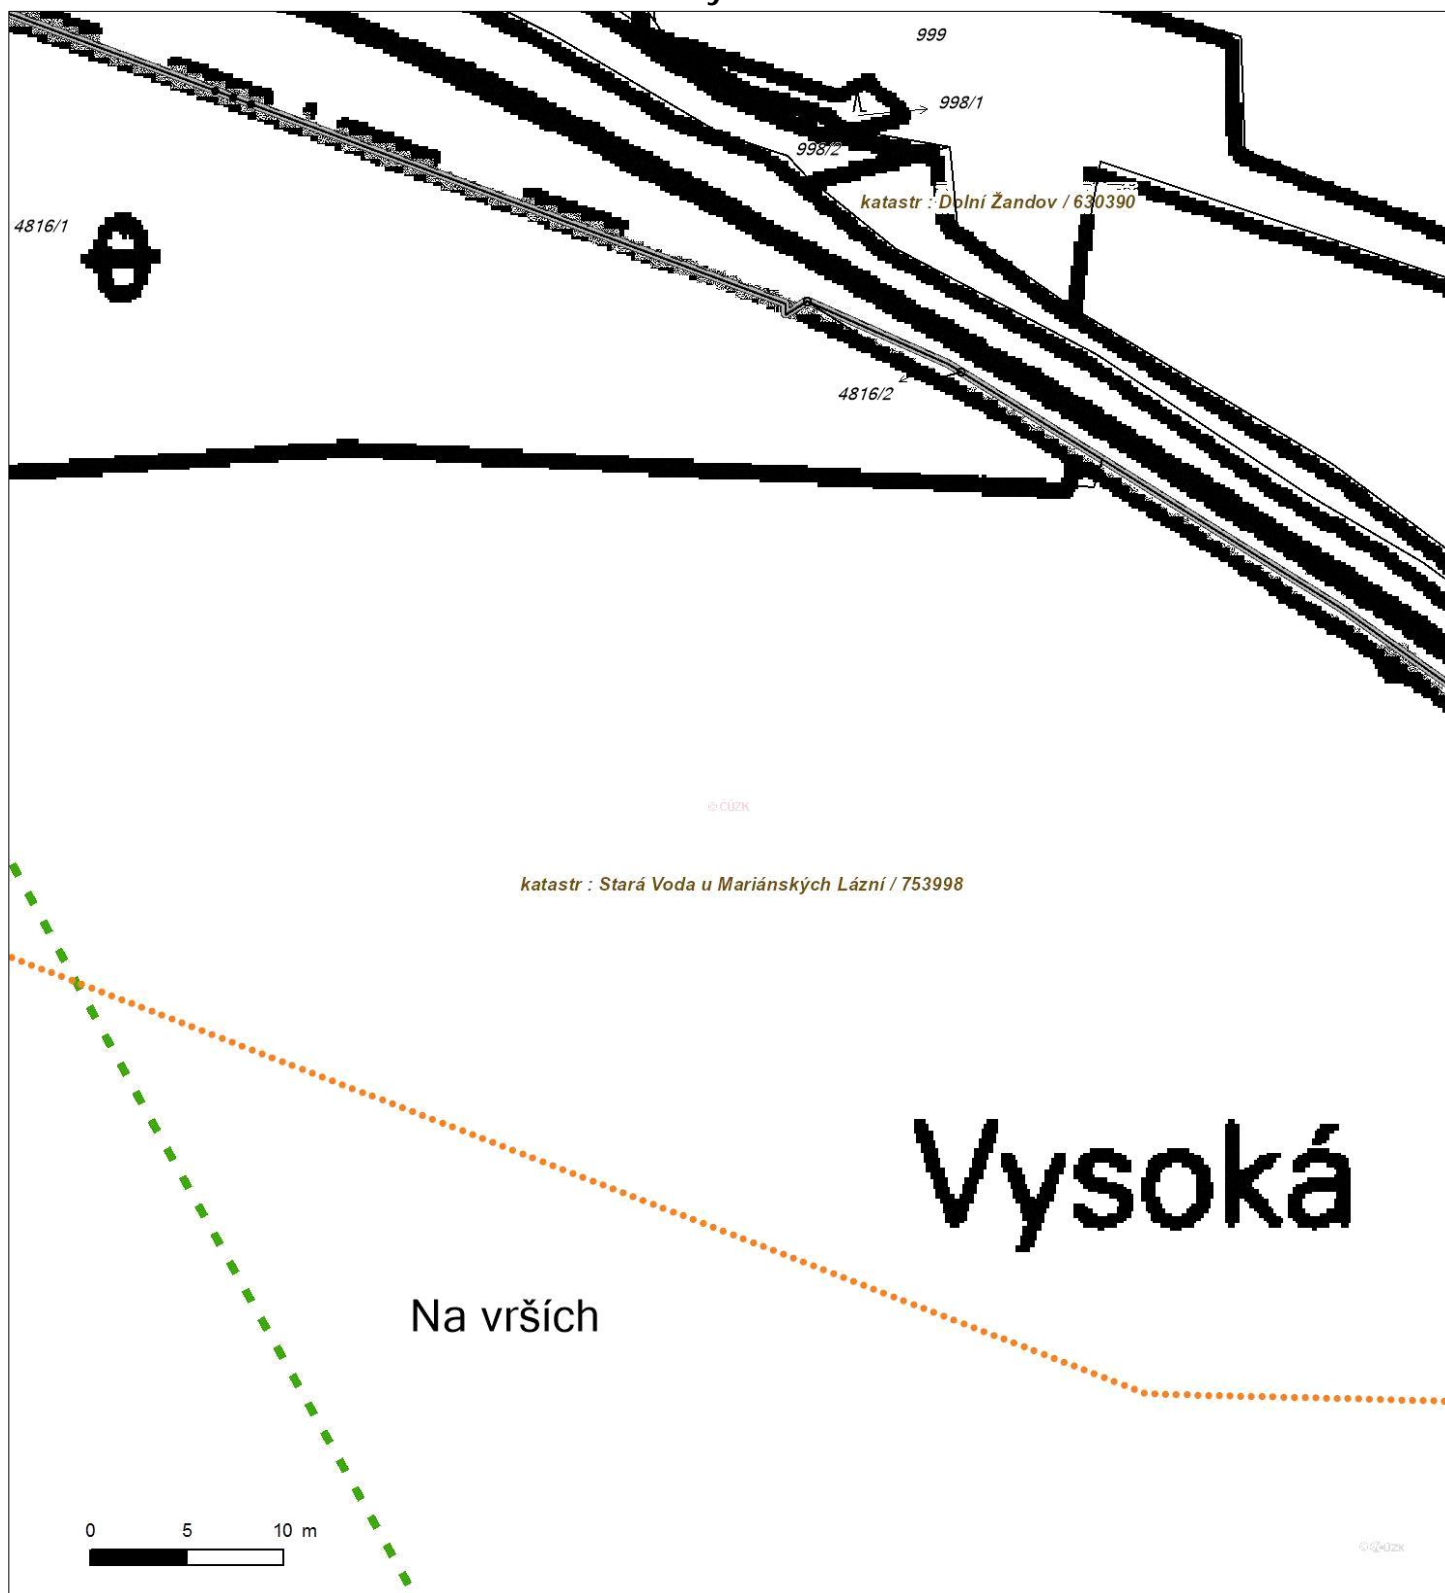 999
998/1
998/2
katastr : Dolní Žandov / 630390
4816/1
4816/2
© ČÚZK
katastr : Stará Voda u Mariánských Lázní / 753998
Vysoká
Na vrších
0 5 10 m